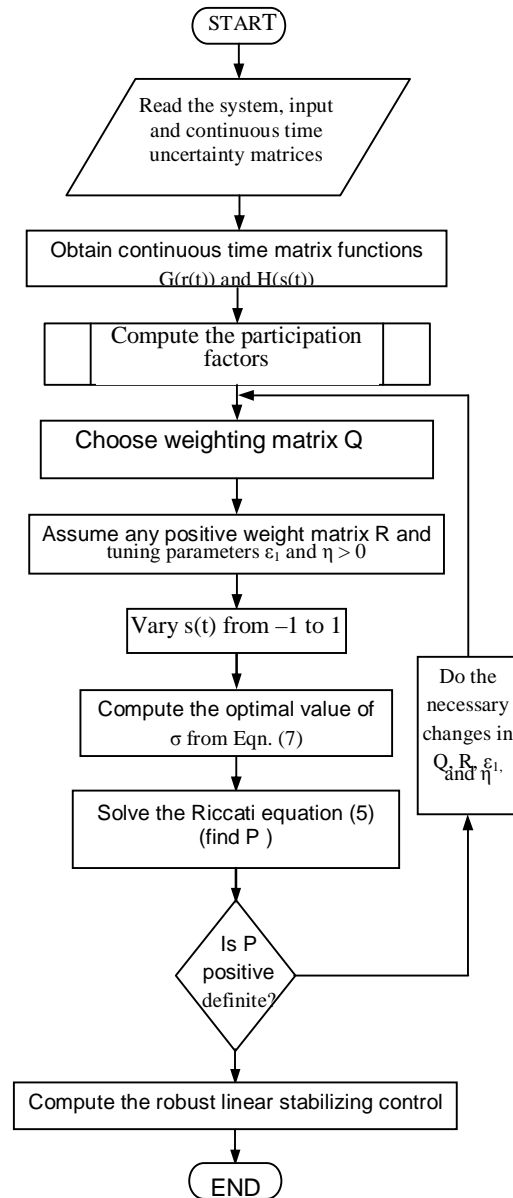 START
Read the system, input
and continuous time
uncertainty matrices
Obtain continuous time matrix functions
G(r(t)) and H(s(t))
Compute the participation
factors
Choose weighting matrix Q
Assume any positive weight matrix R and
tuning parameters ε₁ and η > 0
Vary s(t) from –1 to 1
Compute the optimal value of
σ from Eqn. (7)
Solve the Riccati equation (5)
(find P )
Is P
positive
definite?
Do the
necessary
changes in
Q, R, ε₁,
and η
Compute the robust linear stabilizing control
END